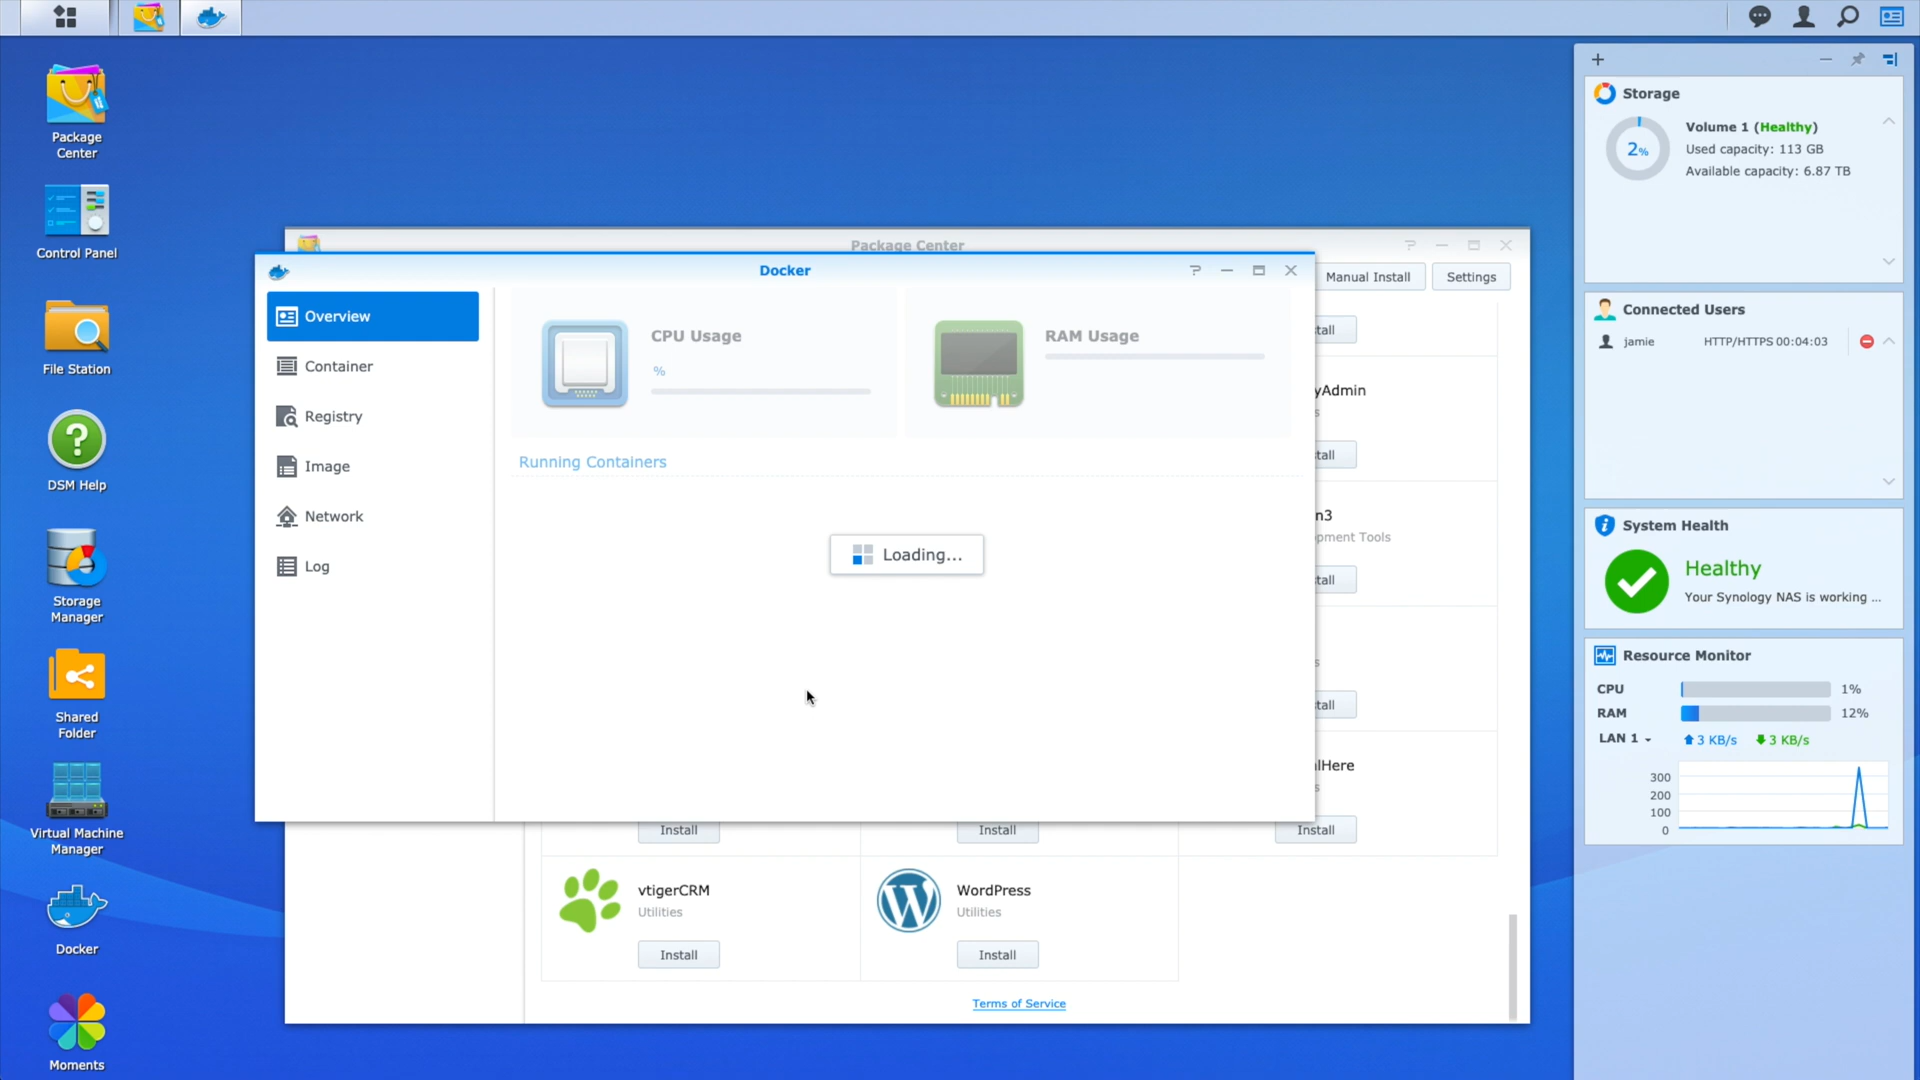 Package
Center
Control Panel
File Station
DSM Help
Storage
Manager
Shared
Folder
Virtual Machine
Manager
Docker
Moments
Package Center
Manual Install
Settings
Docker
Overview
Container
Registry
Image
Network
Log
CPU Usage
%
RAM Usage
Running Containers
Loading...
tall
yAdmin
s
tall
n3
pment Tools
tall
s
tall
lHere
s
Install
Install
Install
vtigerCRM
Utilities
Install
WordPress
Utilities
Install
Terms of Service
Storage
2%
Volume 1 (Healthy)
Used capacity: 113 GB
Available capacity: 6.87 TB
Connected Users
jamie HTTP/HTTPS 00:04:03
System Health
Healthy
Your Synology NAS is working ...
Resource Monitor
CPU 1%
RAM 12%
LAN 1 3 KB/s 3 KB/s
300
200
100
0